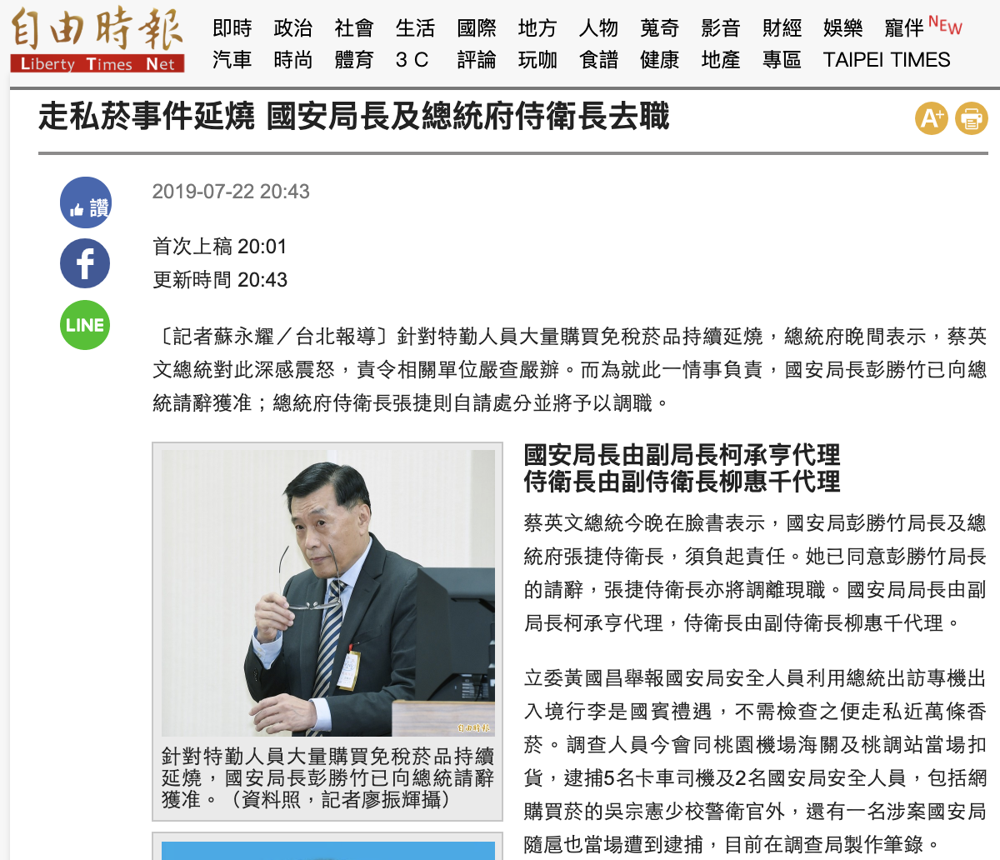 自由時報
Liberty Times Net
即時 政治 社會 生活 國際 地方 人物 蒐奇 影音 財經 娛樂 寵伴 NEW
汽車 時尚 體育 3 C 評論 玩咖 食譜 健康 地產 專區 TAIPEI TIMES
走私菸事件延燒 國安局長及總統府侍衛長去職
A+
讚
f
LINE
2019-07-22 20:43
首次上稿 20:01
更新時間 20:43
〔記者蘇永耀／台北報導〕針對特勤人員大量購買免稅菸品持續延燒，總統府晚間表示，蔡英
文總統對此深感震怒，責令相關單位嚴查嚴辦。而為就此一情事負責，國安局長彭勝竹已向總
統請辭獲准；總統府侍衛長張捷則自請處分並將予以調職。
自由時報
針對特勤人員大量購買免稅菸品持續
延燒，國安局長彭勝竹已向總統請辭
獲准。（資料照，記者廖振輝攝）
國安局長由副局長柯承亨代理
侍衛長由副侍衛長柳惠千代理
蔡英文總統今晚在臉書表示，國安局彭勝竹局長及總
統府張捷侍衛長，須負起責任。她已同意彭勝竹局長
的請辭，張捷侍衛長亦將調離現職。國安局局長由副
局長柯承亨代理，侍衛長由副侍衛長柳惠千代理。
立委黃國昌舉報國安局安全人員利用總統出訪專機出
入境行李是國賓禮遇，不需檢查之便走私近萬條香
菸。調查人員今會同桃園機場海關及桃調站當場扣
貨，逮捕5名卡車司機及2名國安局安全人員，包括網
購買菸的吳宗憲少校警衛官外，還有一名涉案國安局
隨扈也當場遭到逮捕，目前在調查局製作筆錄。